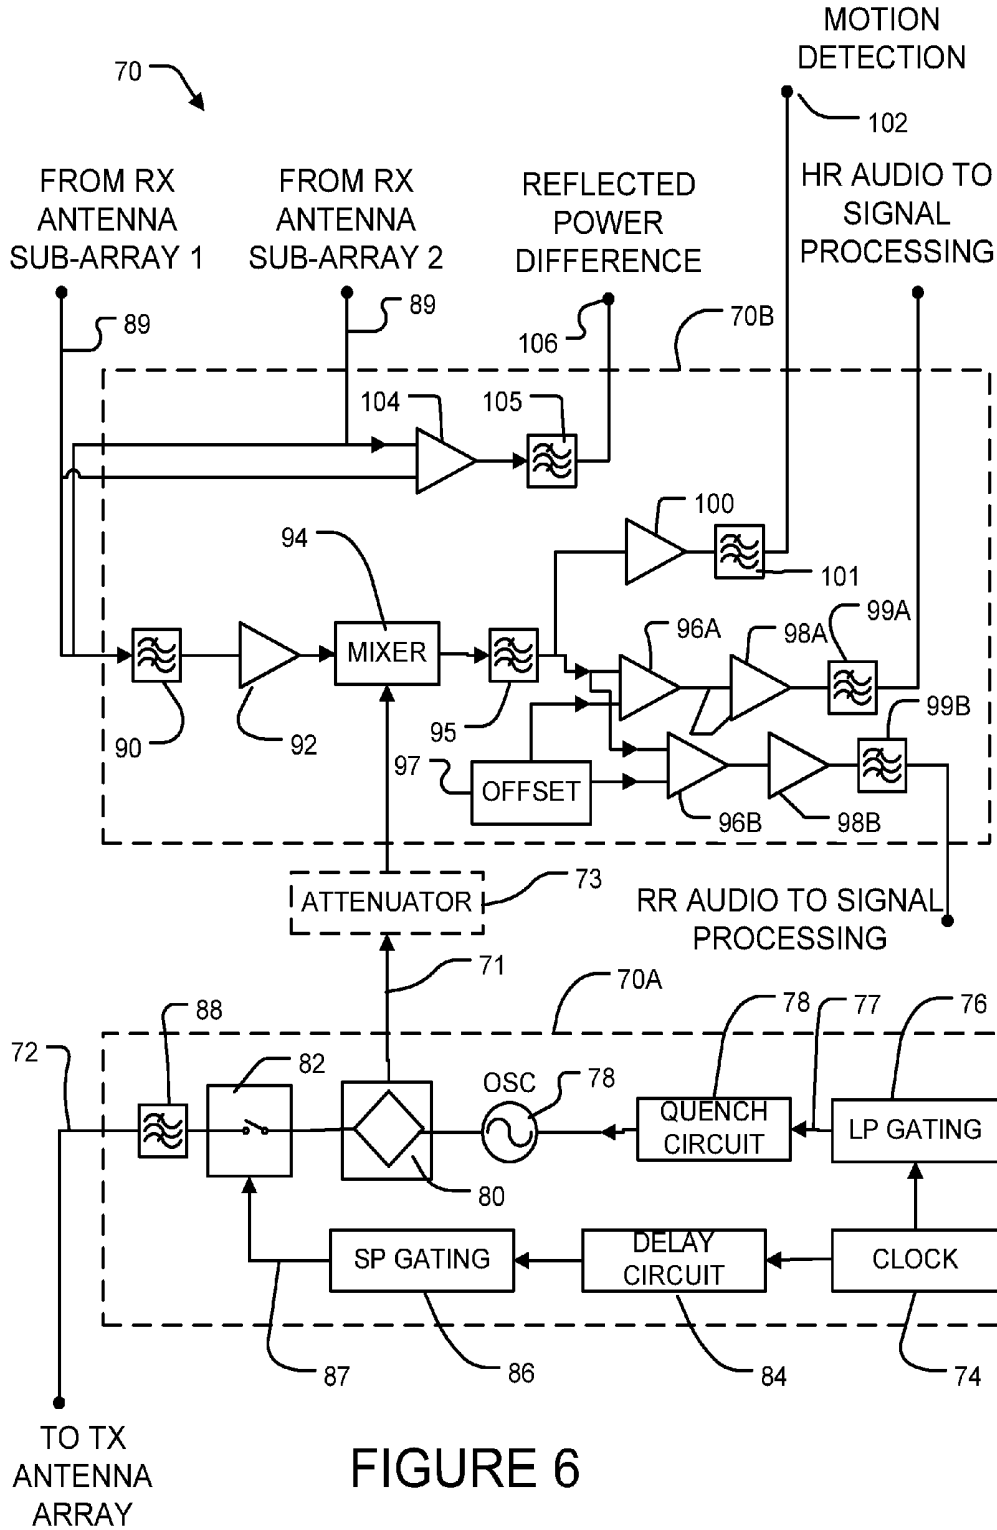 MOTION
DETECTION
70
102
FROM RX
ANTENNA
SUB-ARRAY 1
FROM RX
ANTENNA
SUB-ARRAY 2
REFLECTED
POWER
DIFFERENCE
HR AUDIO TO
SIGNAL
PROCESSING
89
89
106
70B
104
105
94
100
101
MIXER
96A
98A
99A
90
92
95
99B
97
OFFSET
96B
98B
ATTENUATOR
73
RR AUDIO TO SIGNAL
PROCESSING
71
70A
88
78
77
76
72
82
OSC
78
QUENCH
CIRCUIT
LP GATING
80
SP GATING
DELAY
CIRCUIT
CLOCK
87
86
84
74
TO TX
ANTENNA
ARRAY
FIGURE 6